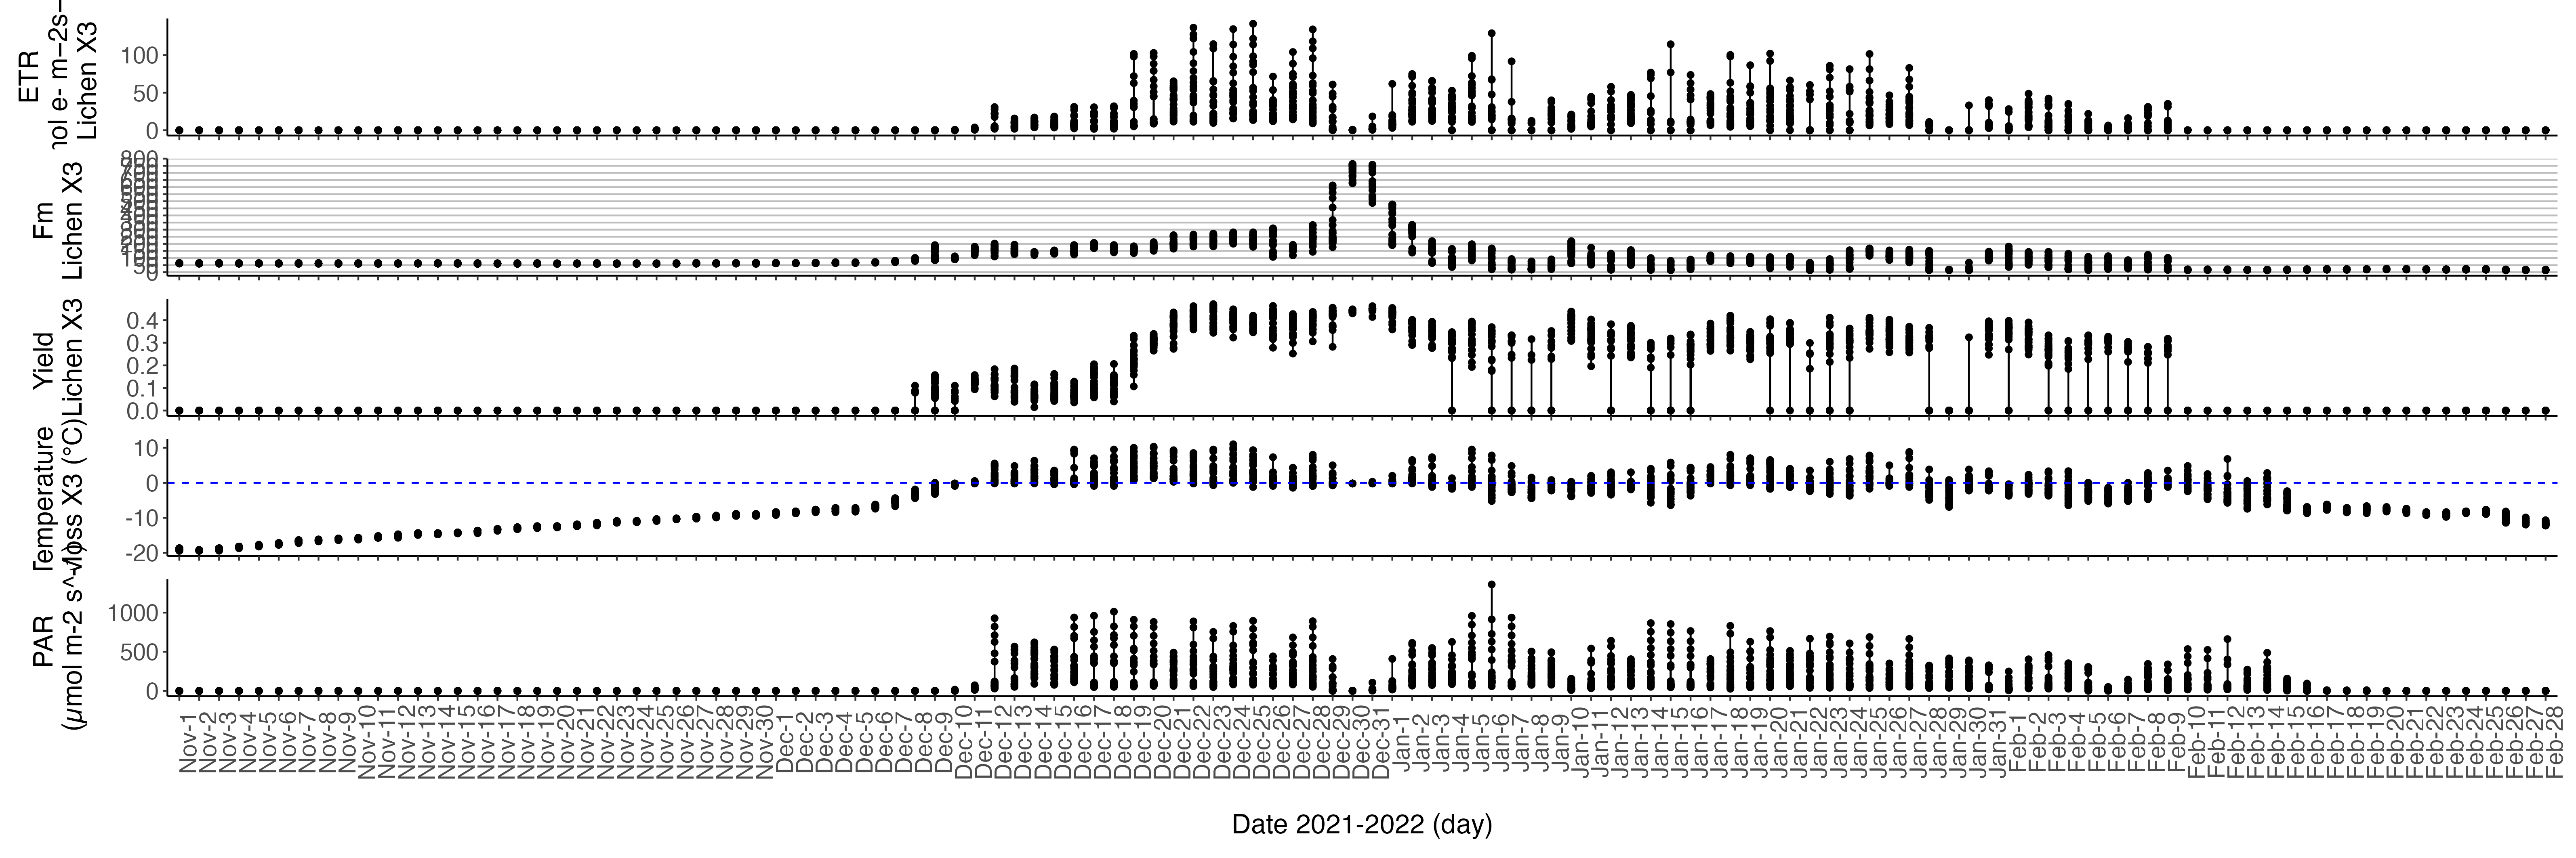 ETR
nol e- m−2s−
Lichen X3
100
50
0
Fm
Lichen X3
800
0
Yield
Lichen X3
0.4
0.3
0.2
0.1
0.0
Temperature
Moss X3 (°C)
10
0
-10
-20
PAR
(µmol m-2 s^-1)
1000
500
0
Nov-1
Nov-2
Nov-3
Nov-4
Nov-5
Nov-6
Nov-7
Nov-8
Nov-9
Nov-10
Nov-11
Nov-12
Nov-13
Nov-14
Nov-15
Nov-16
Nov-17
Nov-18
Nov-19
Nov-20
Nov-21
Nov-22
Nov-23
Nov-24
Nov-25
Nov-26
Nov-27
Nov-28
Nov-29
Nov-30
Dec-1
Dec-2
Dec-3
Dec-4
Dec-5
Dec-6
Dec-7
Dec-8
Dec-9
Dec-10
Dec-11
Dec-12
Dec-13
Dec-14
Dec-15
Dec-16
Dec-17
Dec-18
Dec-19
Dec-20
Dec-21
Dec-22
Dec-23
Dec-24
Dec-25
Dec-26
Dec-27
Dec-28
Dec-29
Dec-30
Dec-31
Jan-1
Jan-2
Jan-3
Jan-4
Jan-5
Jan-6
Jan-7
Jan-8
Jan-9
Jan-10
Jan-11
Jan-12
Jan-13
Jan-14
Jan-15
Jan-16
Jan-17
Jan-18
Jan-19
Jan-20
Jan-21
Jan-22
Jan-23
Jan-24
Jan-25
Jan-26
Jan-27
Jan-28
Jan-29
Jan-30
Jan-31
Feb-1
Feb-2
Feb-3
Feb-4
Feb-5
Feb-6
Feb-7
Feb-8
Feb-9
Feb-10
Feb-11
Feb-12
Feb-13
Feb-14
Feb-15
Feb-16
Feb-17
Feb-18
Feb-19
Feb-20
Feb-21
Feb-22
Feb-23
Feb-24
Feb-25
Feb-26
Feb-27
Feb-28
Date 2021-2022 (day)